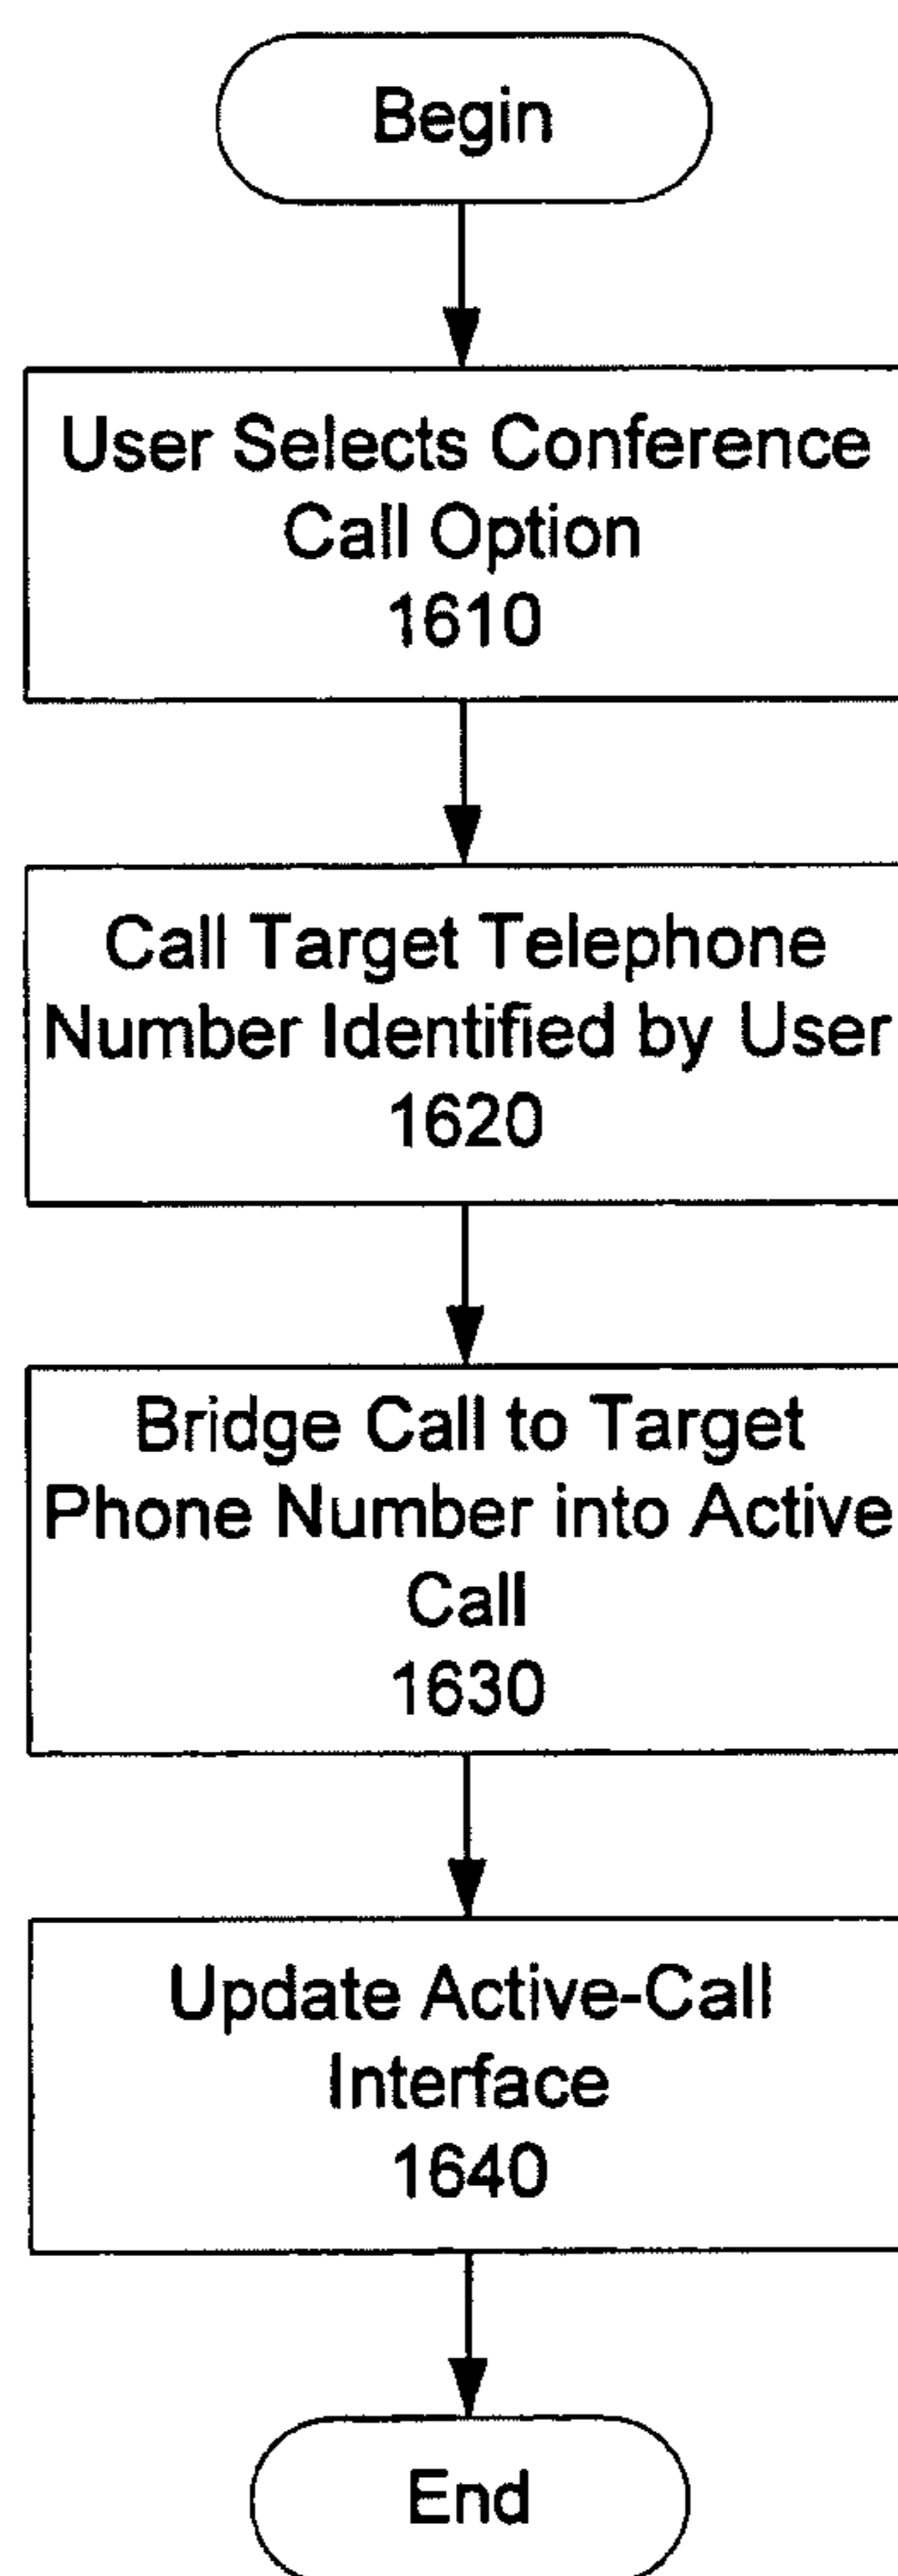 Begin
User Selects Conference
Call Option
1610
Call Target Telephone
Number Identified by User
1620
Bridge Call to Target
Phone Number into Active
Call
1630
Update Active-Call
Interface
1640
End